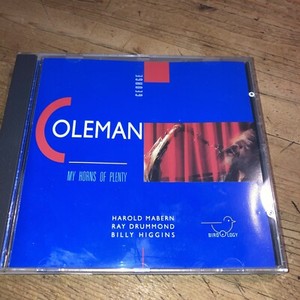 GEORGE
COLEMAN
MY HORNS OF PLENTY
HAROLD MABERN
RAY DRUMMOND
BILLY HIGGINS
BIRDOLOGY